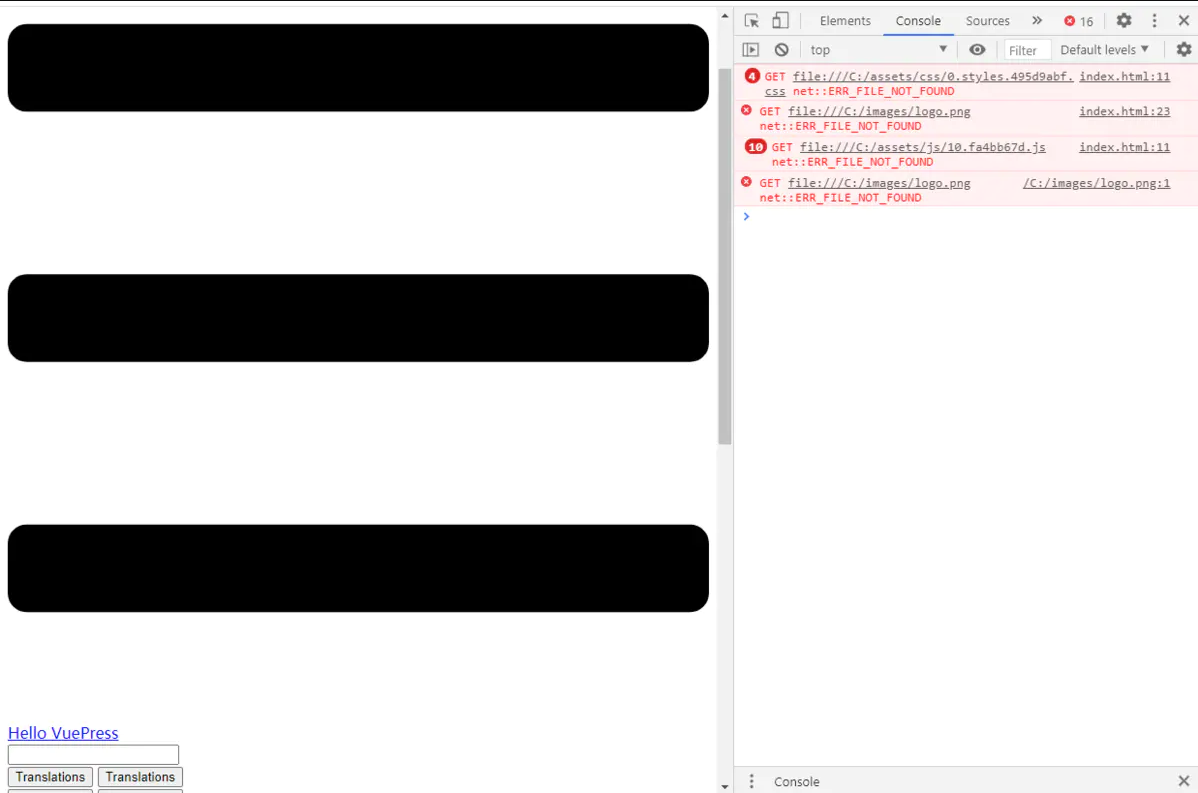 Elements Console Sources » 16
top Filter Default levels
4 GET file:///C:/assets/css/0.styles.495d9abf. index.html:11
css net::ERR_FILE_NOT_FOUND
GET file:///C:/images/logo.png index.html:23
net::ERR_FILE_NOT_FOUND
10 GET file:///C:/assets/js/10.fa4bb67d.js index.html:11
net::ERR_FILE_NOT_FOUND
GET file:///C:/images/logo.png /C:/images/logo.png:1
net::ERR_FILE_NOT_FOUND
Hello VuePress
Translations Translations
Console